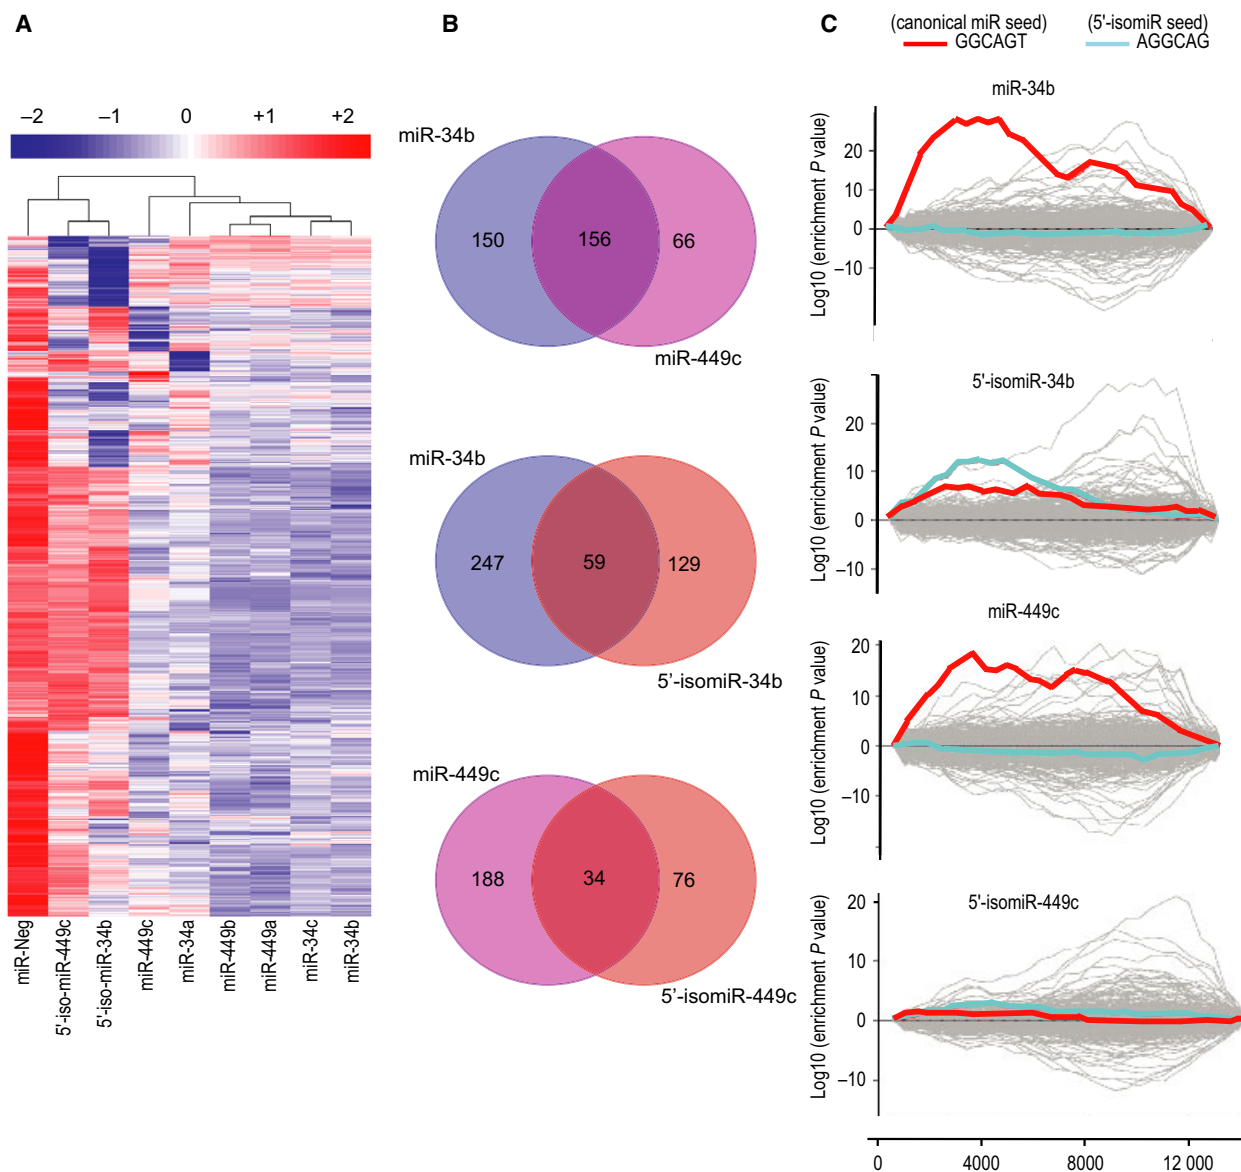 A
−2 −1 0 +1 +2
miR-Neg
5'-iso-miR-449c
5'-iso-miR-34b
miR-449c
miR-34a
miR-449b
miR-449a
miR-34c
miR-34b
B
miR-34b
150 156 66
miR-449c
miR-34b
247 59 129
5'-isomiR-34b
miR-449c
188 34 76
5'-isomiR-449c
C
(canonical miR seed) (5'-isomiR seed)
GGCAGT AGGCAG
miR-34b
Log10 (enrichment P value)
20
10
0
−10
5'-isomiR-34b
Log10 (enrichment P value)
20
10
0
−10
miR-449c
Log10 (enrichment P value)
20
10
0
−10
5'-isomiR-449c
Log10 (enrichment P value)
20
10
0
−10
0 4000 8000 12 000